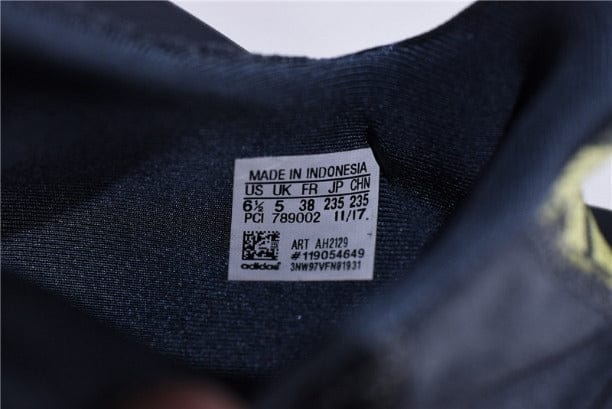 MADE IN INDONESIA
US UK FR JP CHN
6½ 5 38 235 235
PCI 789002 11/17.
ART AH2129
#119054649
adidas 3NW97VFN81931